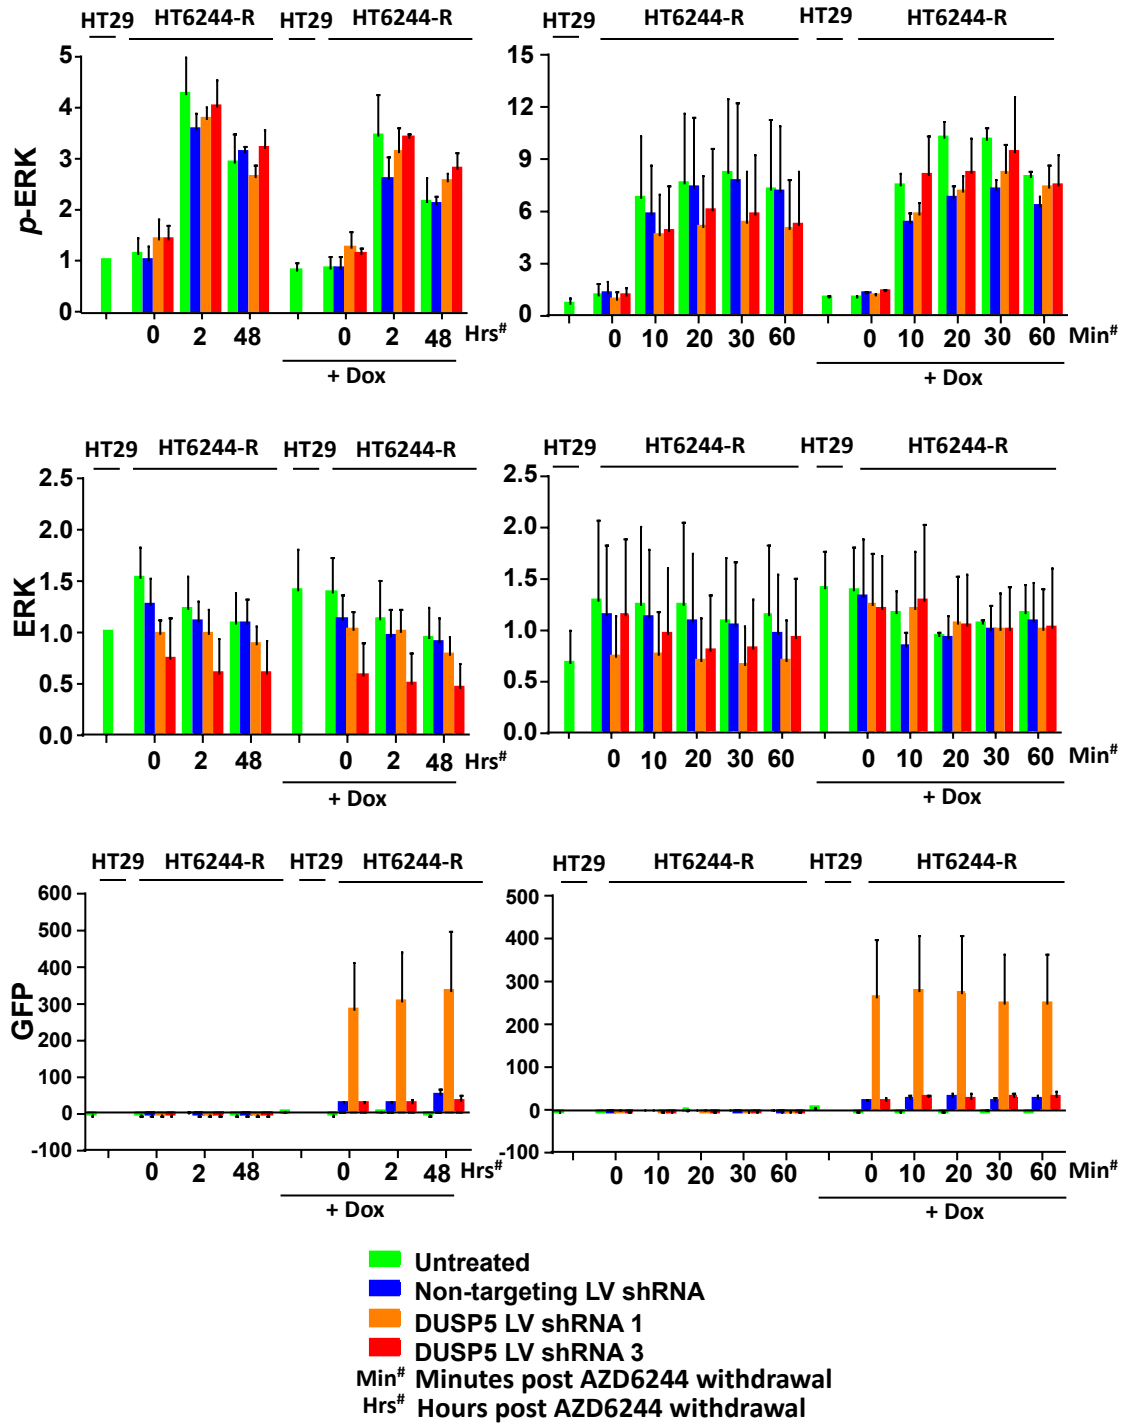 HT29 HT6244-R HT29 HT6244-R
p-ERK
5
4
3
2
1
0
0 2 48 0 2 48 Hrs#
+ Dox
HT29 HT6244-R HT29 HT6244-R
15
12
9
6
3
0
0 10 20 30 60 0 10 20 30 60 Min#
+ Dox
HT29 HT6244-R HT29 HT6244-R
ERK
2.5
2.0
1.5
1.0
0.5
0.0
0 2 48 0 2 48 Hrs#
+ Dox
HT29 HT6244-R HT29 HT6244-R
2.5
2.0
1.5
1.0
0.5
0.0
0 10 20 30 60 0 10 20 30 60 Min#
+ Dox
HT29 HT6244-R HT29 HT6244-R
GFP
600
500
400
300
200
100
0
-100
0 2 48 0 2 48 Hrs#
+ Dox
HT29 HT6244-R HT29 HT6244-R
500
400
300
200
100
0
-100
0 10 20 30 60 0 10 20 30 60 Min#
+ Dox
Untreated
Non-targeting LV shRNA
DUSP5 LV shRNA 1
DUSP5 LV shRNA 3
Min# Minutes post AZD6244 withdrawal
Hrs# Hours post AZD6244 withdrawal